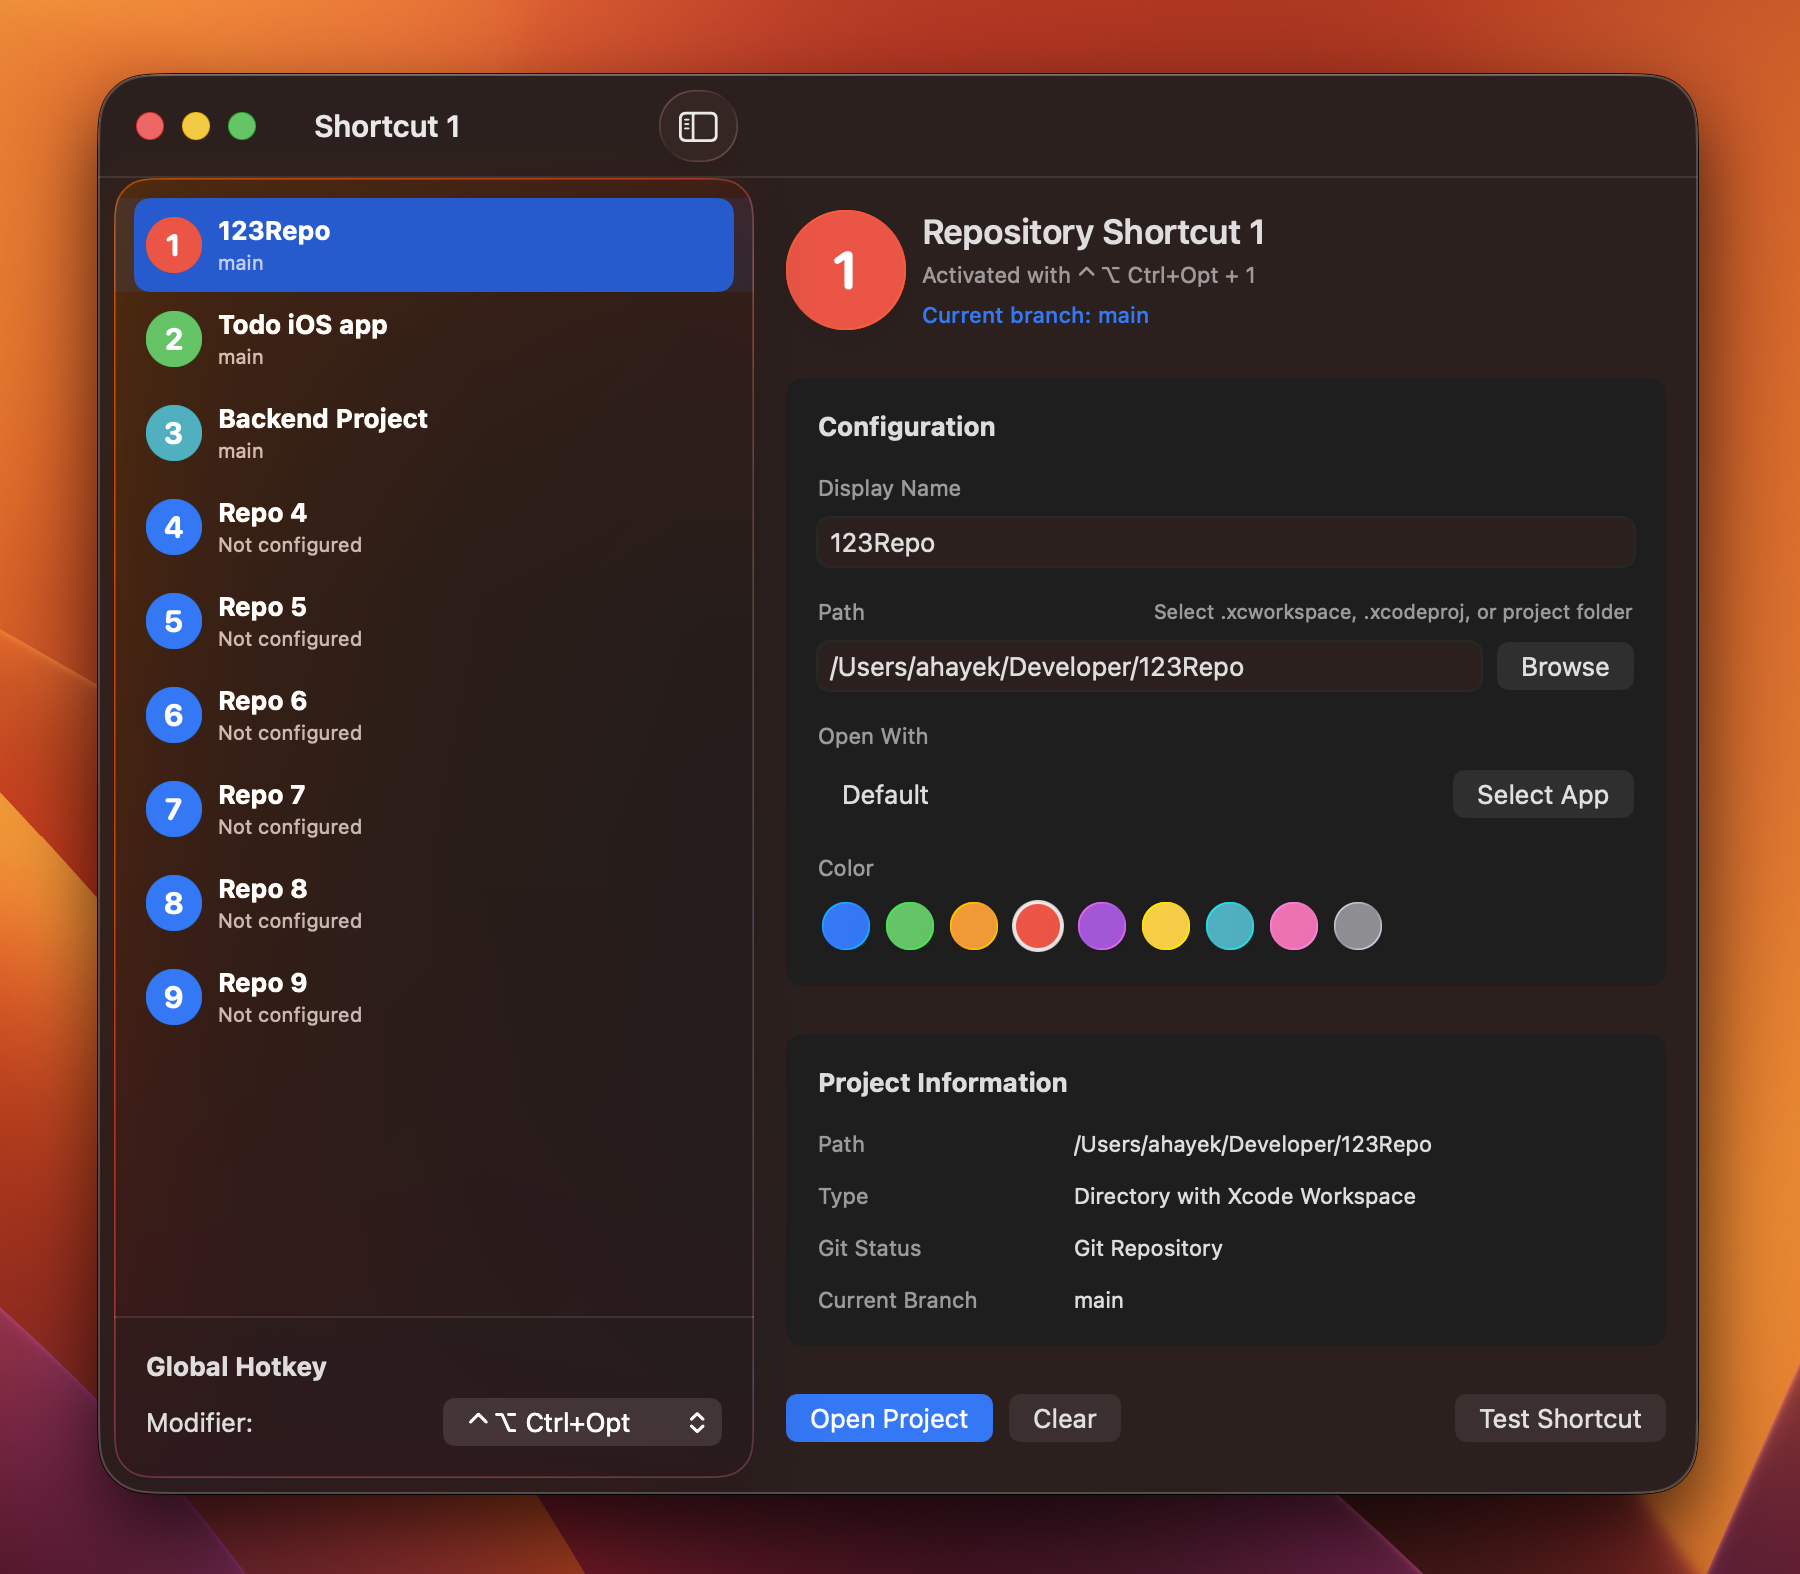 Shortcut 1
1
123Repo
main
2
Todo iOS app
main
3
Backend Project
main
4
Repo 4
Not configured
5
Repo 5
Not configured
6
Repo 6
Not configured
7
Repo 7
Not configured
8
Repo 8
Not configured
9
Repo 9
Not configured
Global Hotkey
Modifier:
⌃⌥ Ctrl+Opt
1
Repository Shortcut 1
Activated with ⌃⌥ Ctrl+Opt + 1
Current branch: main
Configuration
Display Name
123Repo
Path
Select .xcworkspace, .xcodeproj, or project folder
/Users/ahayek/Developer/123Repo
Browse
Open With
Default
Select App
Color
Project Information
Path /Users/ahayek/Developer/123Repo
Type Directory with Xcode Workspace
Git Status Git Repository
Current Branch main
Open Project
Clear
Test Shortcut